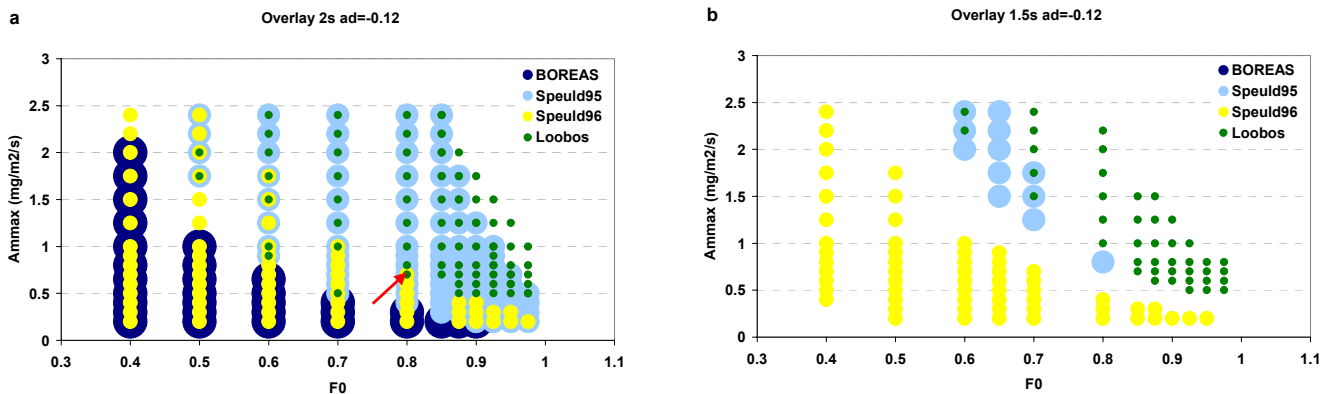 a
Overlay 2s ad=-0.12
Ammax (mg/m2/s)
3
2.5
2
1.5
1
0.5
0
0.3 0.4 0.5 0.6 0.7 0.8 0.9 1 1.1
F0
BOREAS
Speuld95
Speuld96
Loobos
b
Overlay 1.5s ad=-0.12
Ammax (mg/m2/s)
3
2.5
2
1.5
1
0.5
0
0.3 0.4 0.5 0.6 0.7 0.8 0.9 1 1.1
F0
BOREAS
Speuld95
Speuld96
Loobos